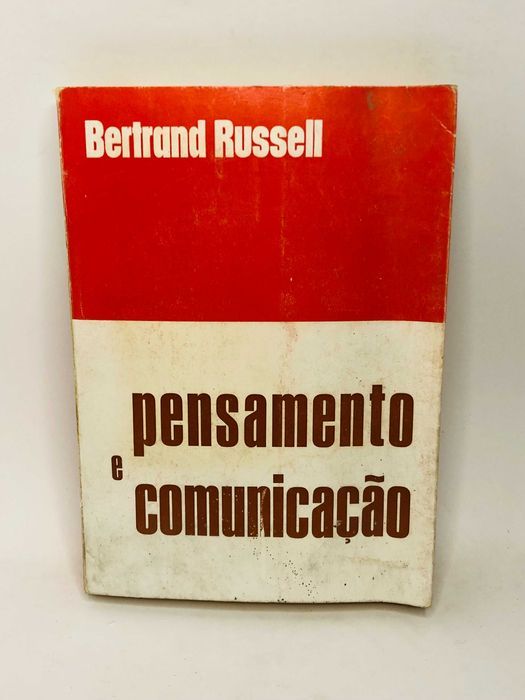 Bertrand Russell
pensamento
e
comunicação